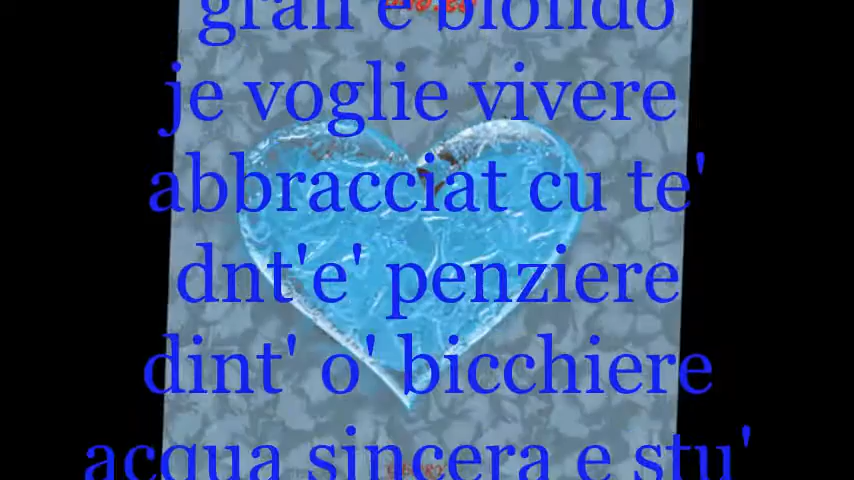 gran e biondo
je voglie vivere
abbracciat cu te'
dnt'e' penziere
dint' o' bicchiere
acqua sincera e stu'